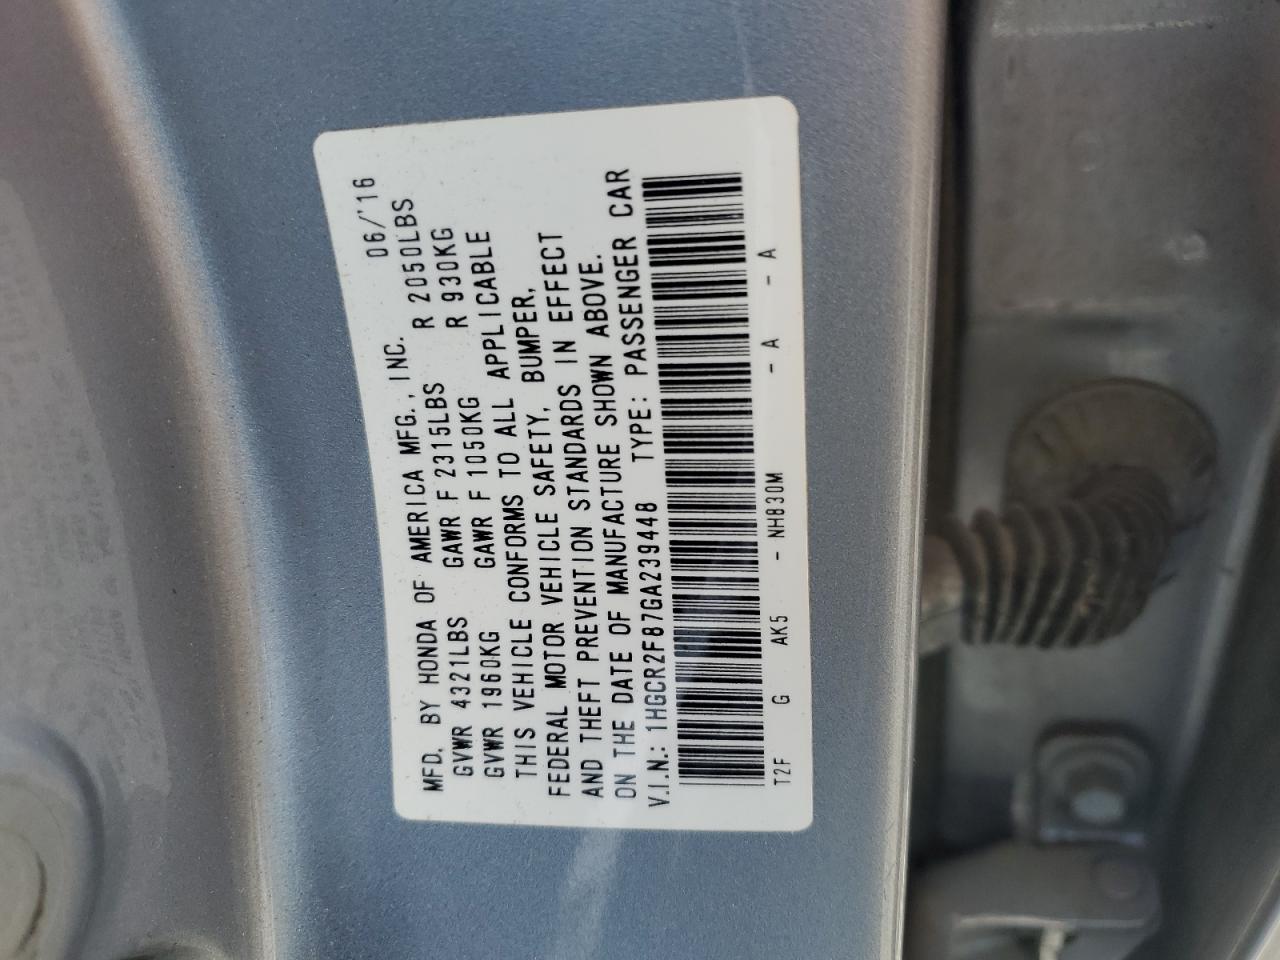 MFD. BY HONDA OF AMERICA MFG., INC. 06/'16
GVWR 4321LBS GAWR F 2315LBS R 2050LBS
GVWR 1960KG GAWR F 1050KG R 930KG
THIS VEHICLE CONFORMS TO ALL APPLICABLE
FEDERAL MOTOR VEHICLE SAFETY, BUMPER,
AND THEFT PREVENTION STANDARDS IN EFFECT
ON THE DATE OF MANUFACTURE SHOWN ABOVE.
V.I.N.: 1HGCR2F87GA239448 TYPE: PASSENGER CAR
T2F G AK5 - NH830M - A - A